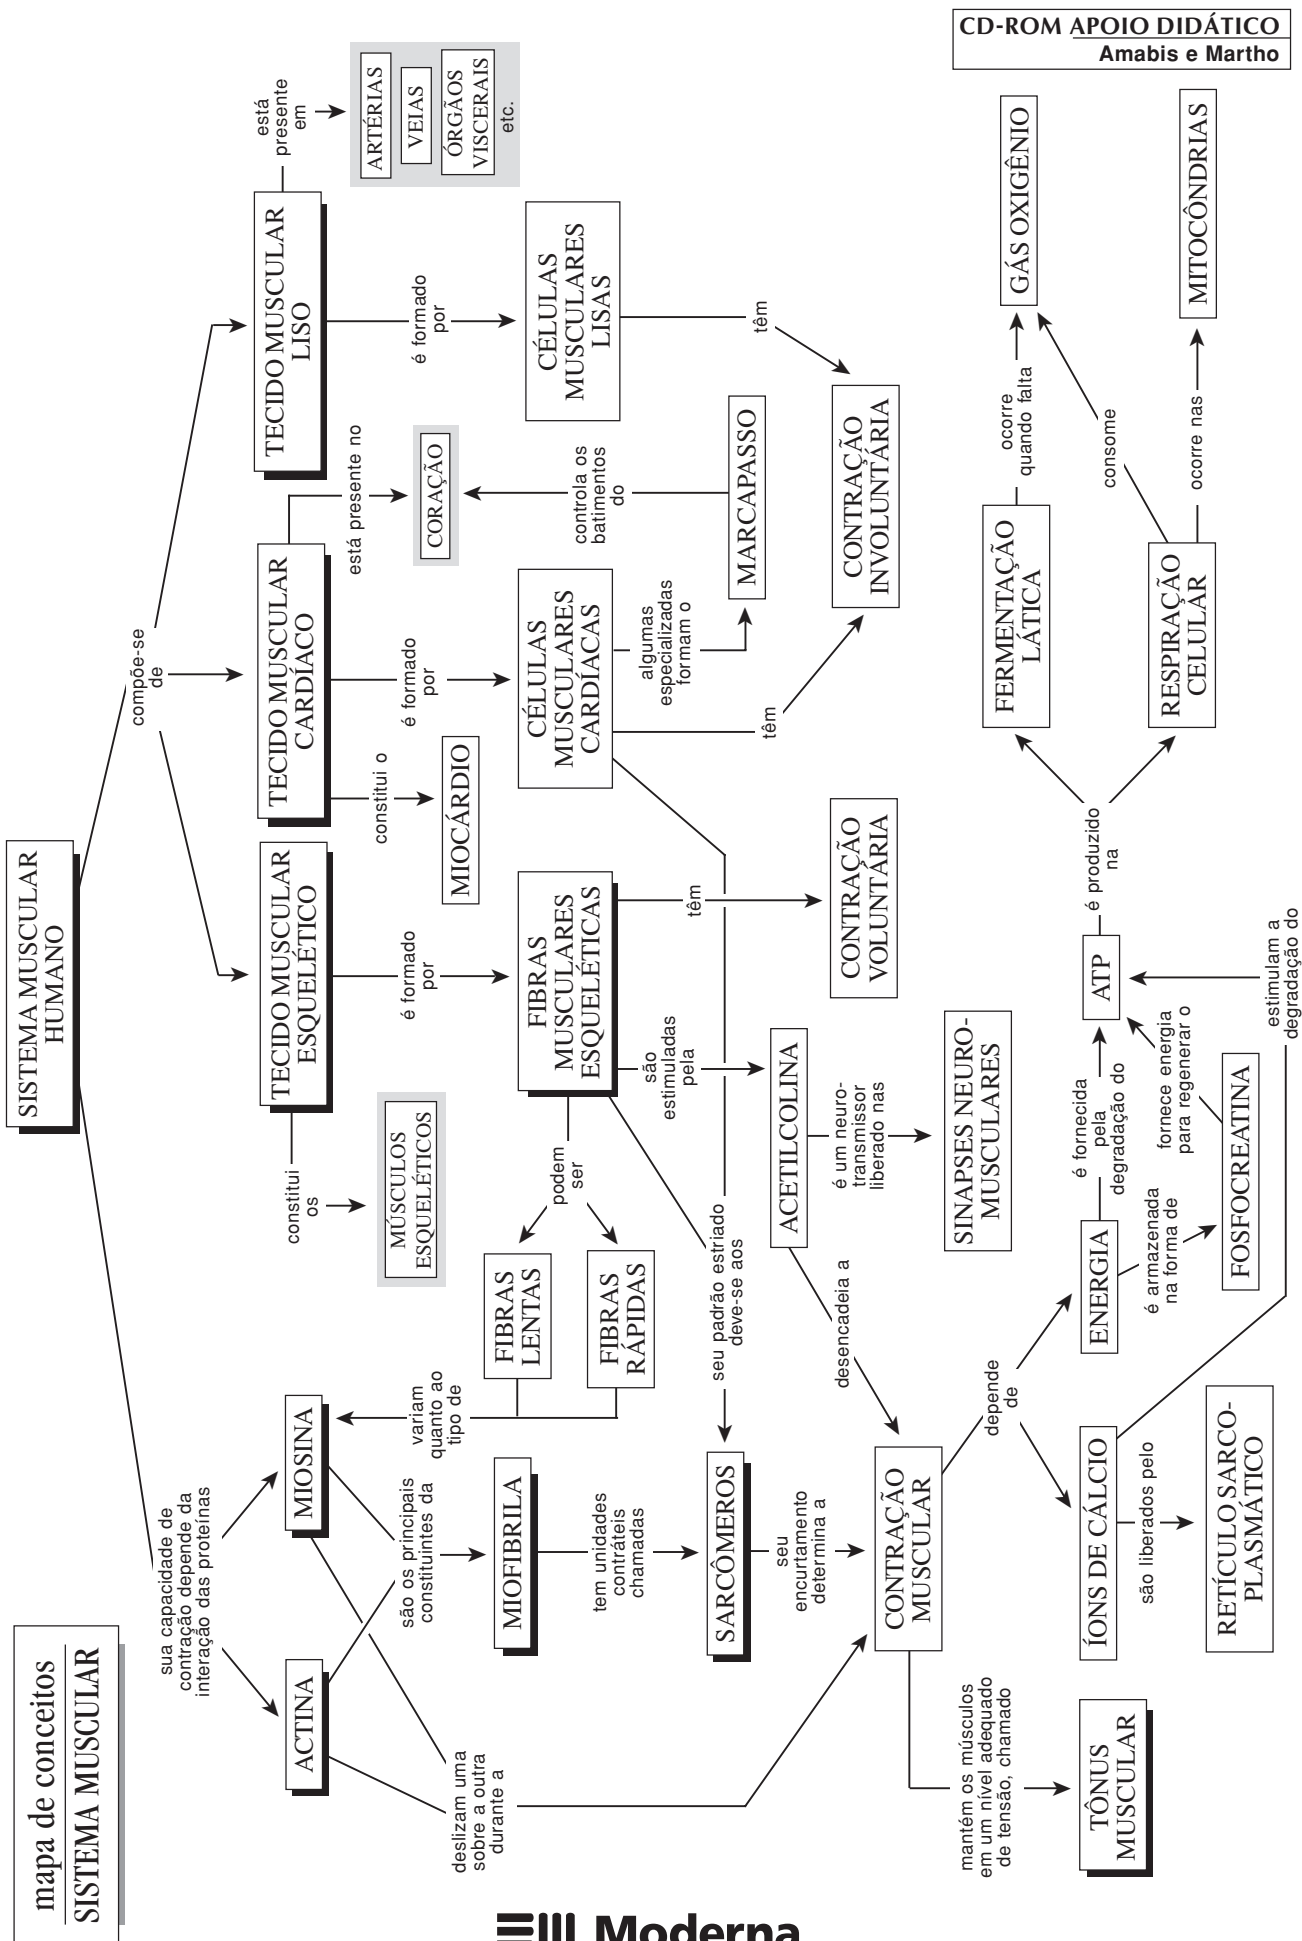 mapa de conceitos
SISTEMA MUSCULAR
SISTEMA MUSCULAR
HUMANO
CD-ROM APOIO DIDÁTICO
Amabis e Martho
sua capacidade de
contração depende da
interação das proteínas
compõe-se
de
ACTINA
MIOSINA
TECIDO MUSCULAR
ESQUELÉTICO
TECIDO MUSCULAR
CARDÍACO
TECIDO MUSCULAR
LISO
está
presente
em
ARTÉRIAS
VEIAS
ÓRGÃOS
VISCERAIS
etc.
constitui
os
MÚSCULOS
ESQUELÉTICOS
é formado
por
constitui o
MIOCÁRDIO
é formado
por
está presente no
CORAÇÃO
é formado
por
deslizam uma
sobre a outra
durante a
são os principais
constituintes da
variam
quanto ao
tipo de
FIBRAS
LENTAS
FIBRAS
RÁPIDAS
podem
ser
MIOFIBRILA
FIBRAS
MUSCULARES
ESQUELÉTICAS
CÉLULAS
MUSCULARES
CARDÍACAS
controla os
batimentos
do
CÉLULAS
MUSCULARES
LISAS
tem unidades
contráteis
chamadas
seu padrão estriado
deve-se aos
são
estimuladas
pela
têm
algumas
especializadas
formam o
MARCAPASSO
têm
têm
SARCÔMEROS
ACETILCOLINA
CONTRAÇÃO
VOLUNTÁRIA
CONTRAÇÃO
INVOLUNTÁRIA
seu
encurtamento
determina a
desencadeia a
é um neuro-
transmissor
liberado nas
CONTRAÇÃO
MUSCULAR
SINAPSES NEURO-
MUSCULARES
mantém os músculos
em um nível adequado
de tensão, chamado
depende
de
TÔNUS
MUSCULAR
ÍONS DE CÁLCIO
ENERGIA
é fornecida
pela
degradação do
ATP
é produzido
na
FERMENTAÇÃO
LÁTICA
ocorre
quando falta
GÁS OXIGÊNIO
são liberados pelo
é armazenada
na forma de
fornece energia
para regenerar o
consome
RETÍCULO SARCO-
PLASMÁTICO
FOSFOCREATINA
RESPIRAÇÃO
CELULAR
ocorre nas
MITOCÔNDRIAS
estimulam a
degradação do
Moderna